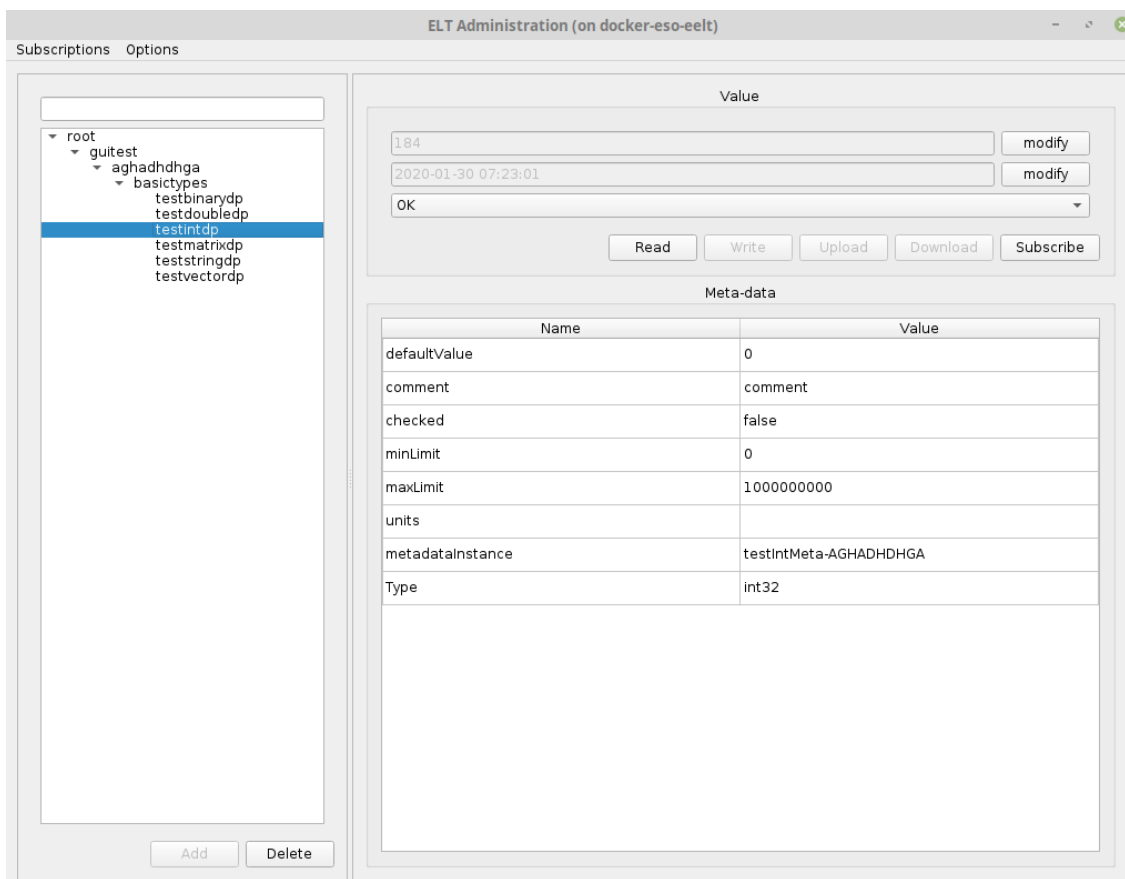 ELT Administration (on docker-eso-eelt)
Subscriptions Options
root
guitest
aghadhdhga
basictypes
testbinarydp
testdoubledp
testintdp
testmatrixdp
teststringdp
testvectordp
Add Delete
Value
184 modify
2020-01-30 07:23:01 modify
OK
Read Write Upload Download Subscribe
Meta-data
Name Value
defaultValue 0
comment comment
checked false
minLimit 0
maxLimit 1000000000
units
metadataInstance testIntMeta-AGHADHDHGA
Type int32